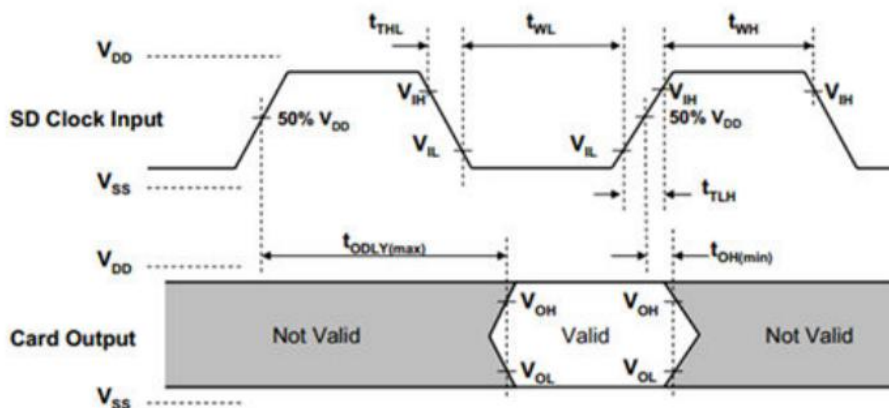 t_THL t_WL t_WH
V_DD
V_IH V_IH V_IH
SD Clock Input 50% V_DD 50% V_DD
V_IL V_IL
V_SS
t_TLH
t_ODLY(max) t_OH(min)
V_DD
V_OH V_OH
Card Output Not Valid Valid Not Valid
V_OL V_OL
V_SS